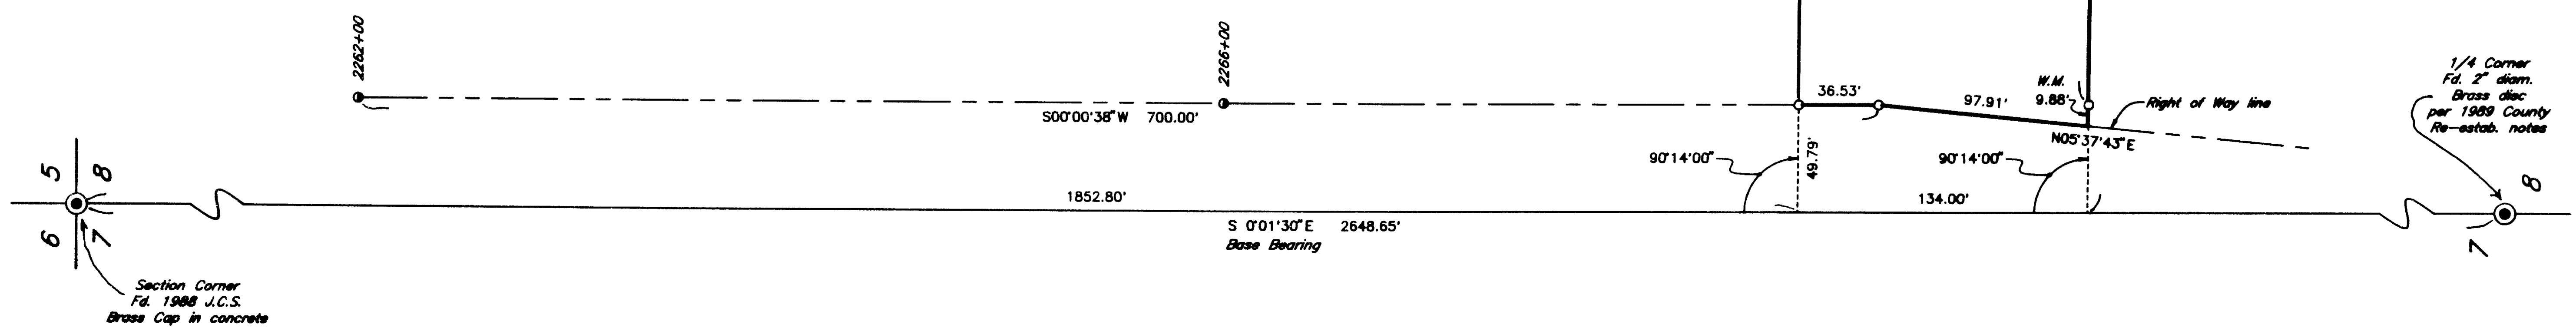 2262+00
2266+00
S00°00'38"W 700.00'
36.53'
97.91'
W.M.
9.88'
Right of Way line
N05°37'43"E
1/4 Corner
Fd. 2" diam.
Brass disc
per 1989 County
Re-estab. notes
90°14'00"
49.79'
90°14'00"
5
8
6
7
1852.80'
134.00'
8
7
S 0°01'30"E 2648.65'
Base Bearing
Section Corner
Fd. 1988 J.C.S.
Brass Cap in concrete